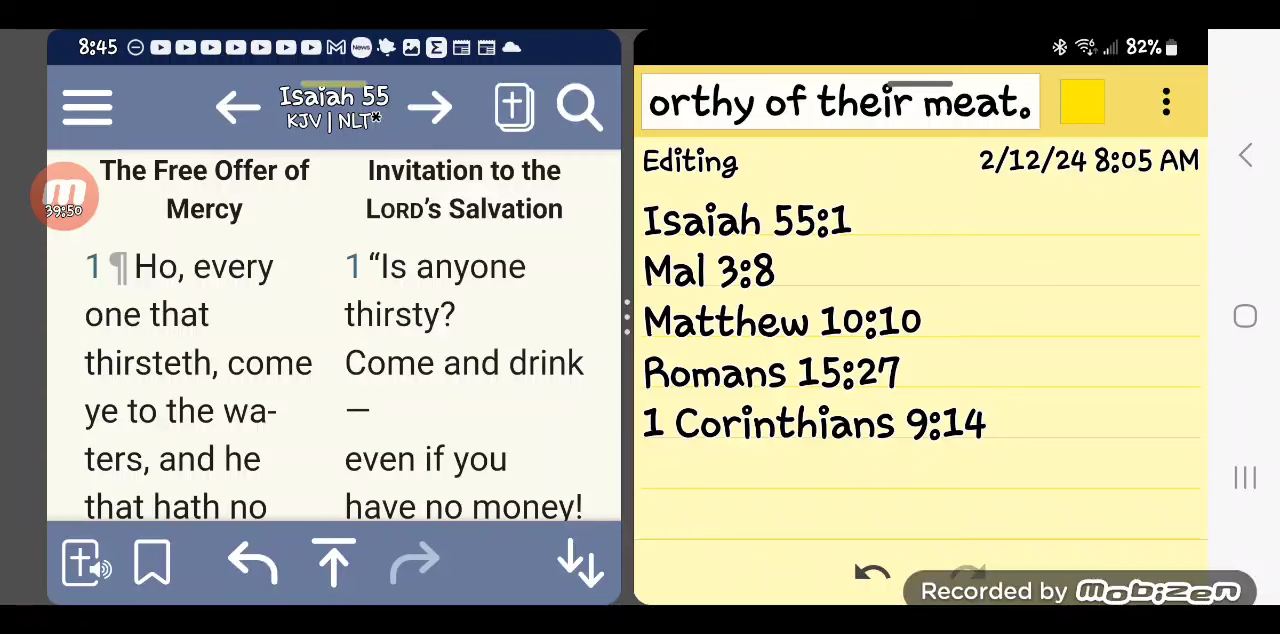 8:45
News
82%
Isaiah 55
KJV | NLT*
39:50
The Free Offer of
Mercy
1 ¶ Ho, every
one that
thirsteth, come
ye to the wa-
ters, and he
that hath no
Invitation to the
LORD's Salvation
1 “Is anyone
thirsty?
Come and drink
—
even if you
have no money!
orthy of their meat.
Editing
2/12/24 8:05 AM
Isaiah 55:1
Mal 3:8
Matthew 10:10
Romans 15:27
1 Corinthians 9:14
Recorded by mobizen